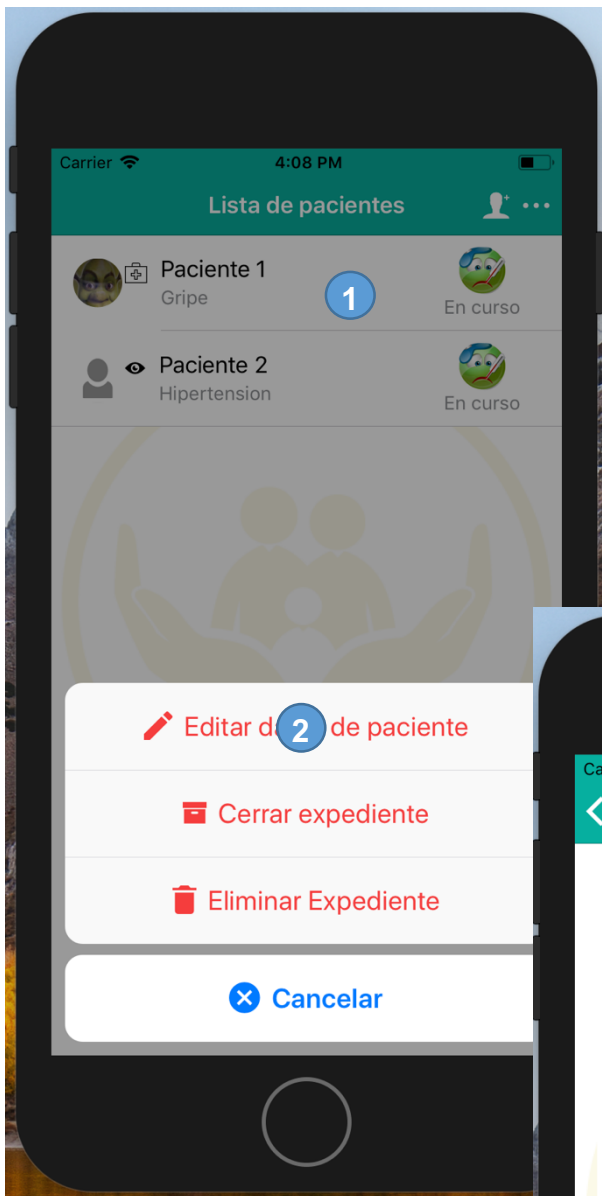 Carrier 4:08 PM
Lista de pacientes
Paciente 1
Gripe
1
En curso
Paciente 2
Hipertension
En curso
Editar d 2 de paciente
Cerrar expediente
Eliminar Expediente
Cancelar
Ca